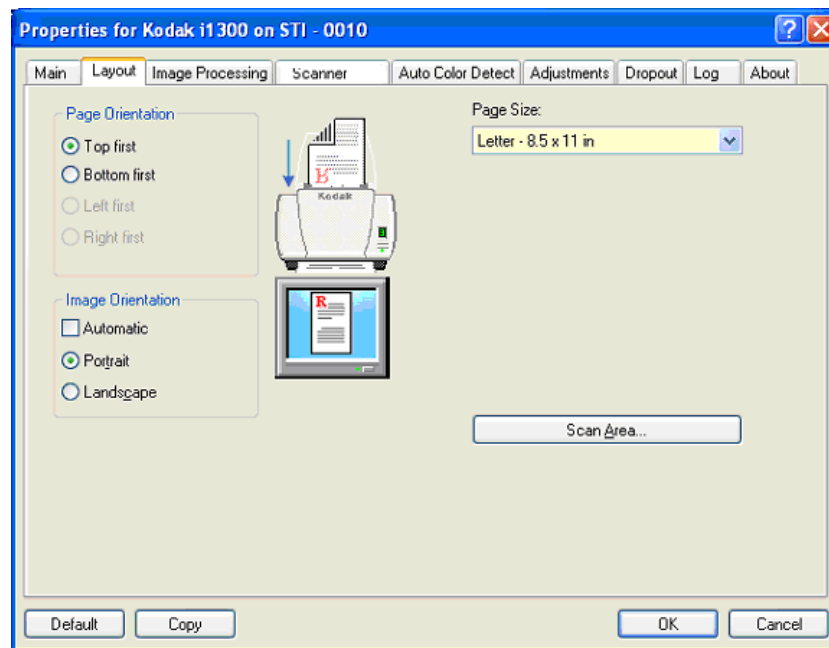 Properties for Kodak i1300 on STI - 0010
Main Layout Image Processing Scanner Auto Color Detect Adjustments Dropout Log About
Page Orientation
Top first
Bottom first
Left first
Right first
Kodak
R
R
Image Orientation
Automatic
Portrait
Landscape
Page Size:
Letter - 8.5 x 11 in
Scan Area...
Default Copy OK Cancel